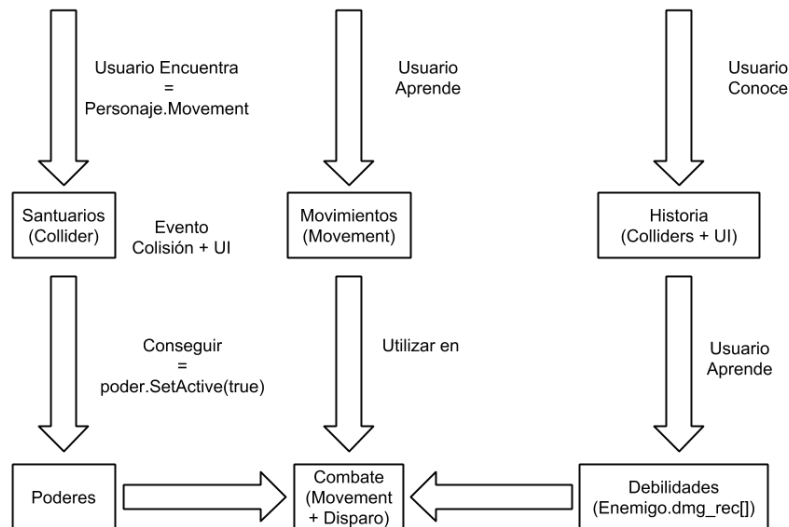 Usuario Encuentra
=
Personaje.Movement
Usuario
Aprende
Usuario
Conoce
Santuarios
(Collider)
Evento
Colisión + UI
Movimientos
(Movement)
Historia
(Colliders + UI)
Conseguir
=
poder.SetActive(true)
Utilizar en
Usuario
Aprende
Poderes
Combate
(Movement
+ Disparo)
Debilidades
(Enemigo.dmg_rec[])